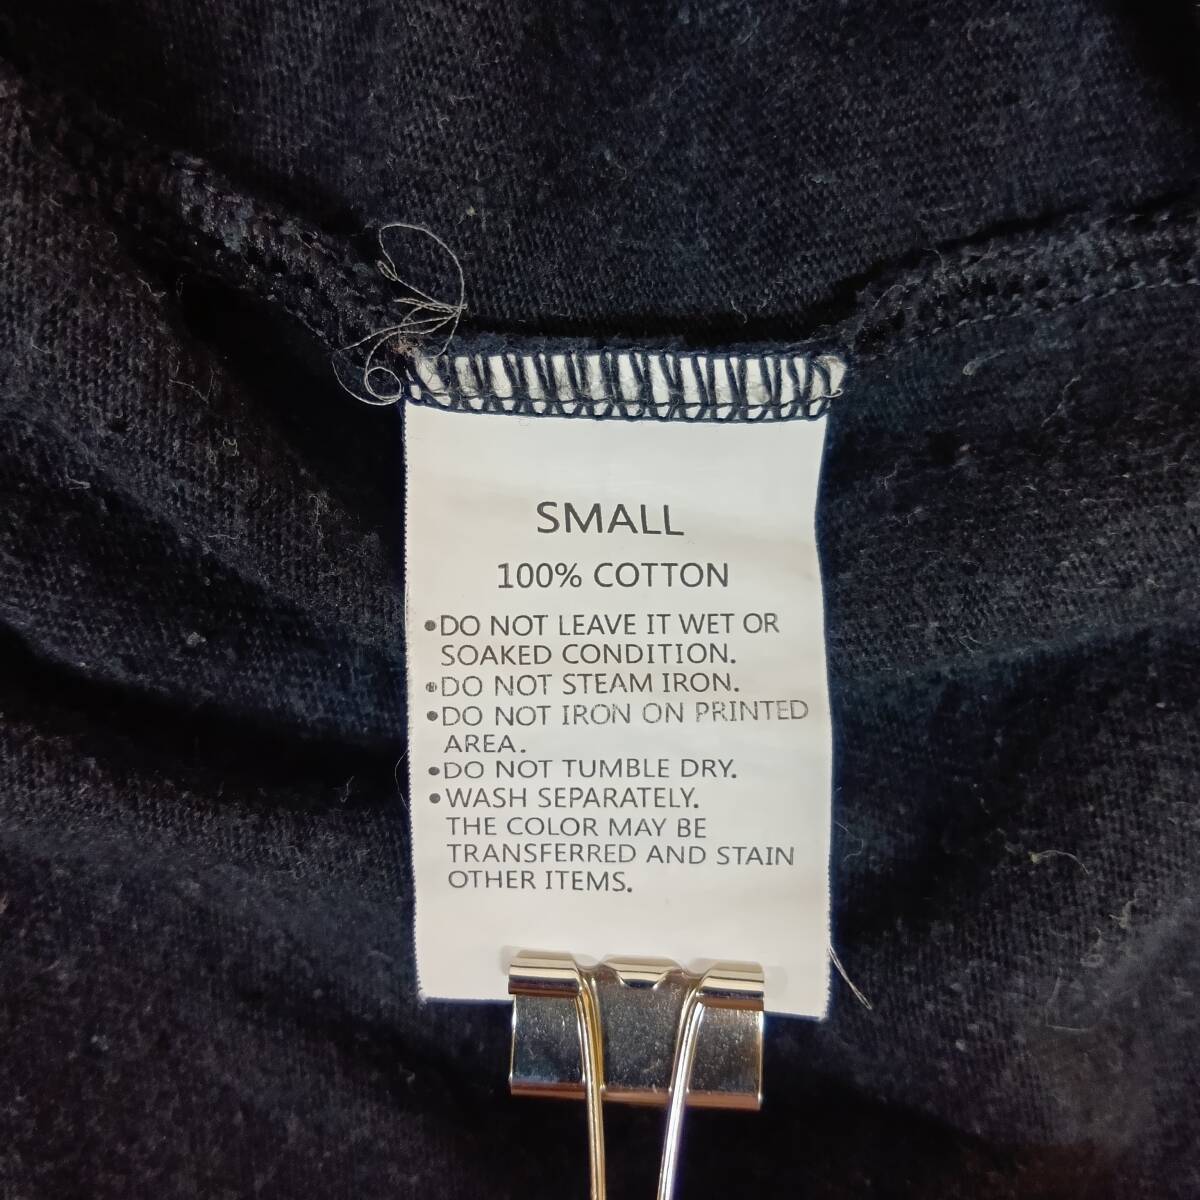 SMALL
100% COTTON
•DO NOT LEAVE IT WET OR
SOAKED CONDITION.
•DO NOT STEAM IRON.
•DO NOT IRON ON PRINTED
AREA.
•DO NOT TUMBLE DRY.
•WASH SEPARATELY.
THE COLOR MAY BE
TRANSFERRED AND STAIN
OTHER ITEMS.